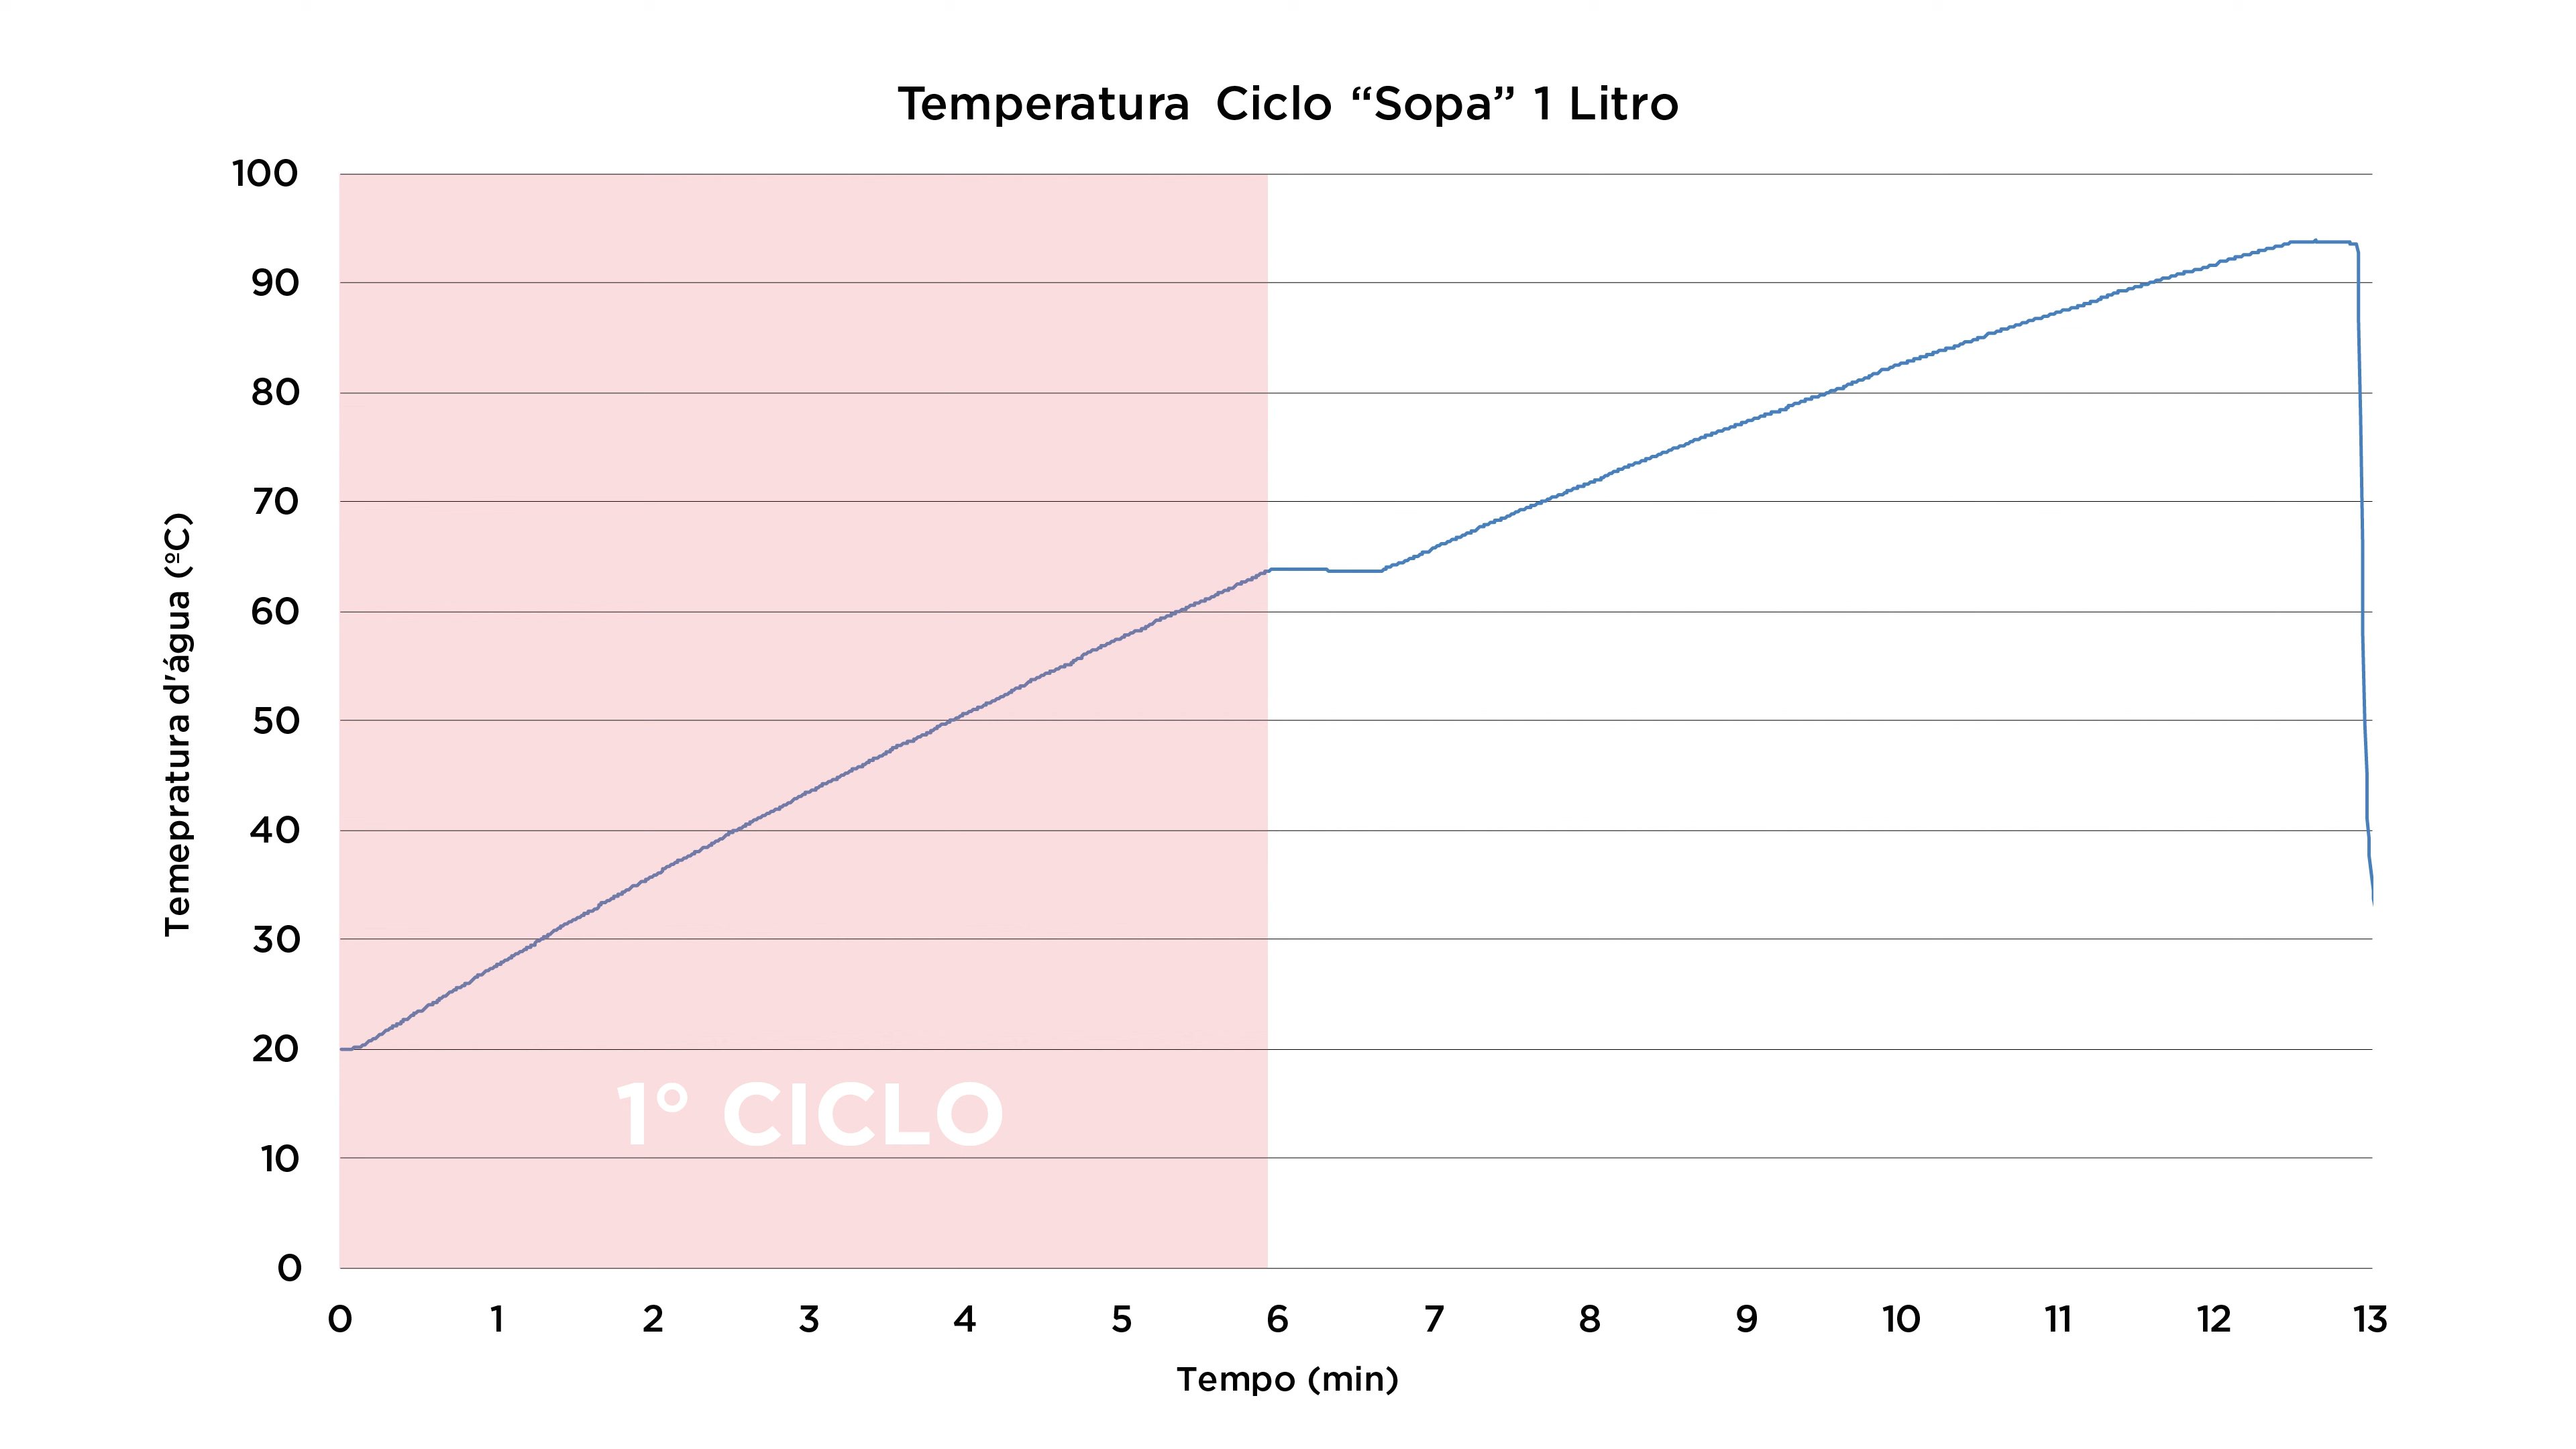 Temperatura Ciclo “Sopa” 1 Litro
100
90
80
70
60
50
40
30
20
10
0
Temepratura d’água (ºC)
1° CICLO
0 1 2 3 4 5 6 7 8 9 10 11 12 13
Tempo (min)